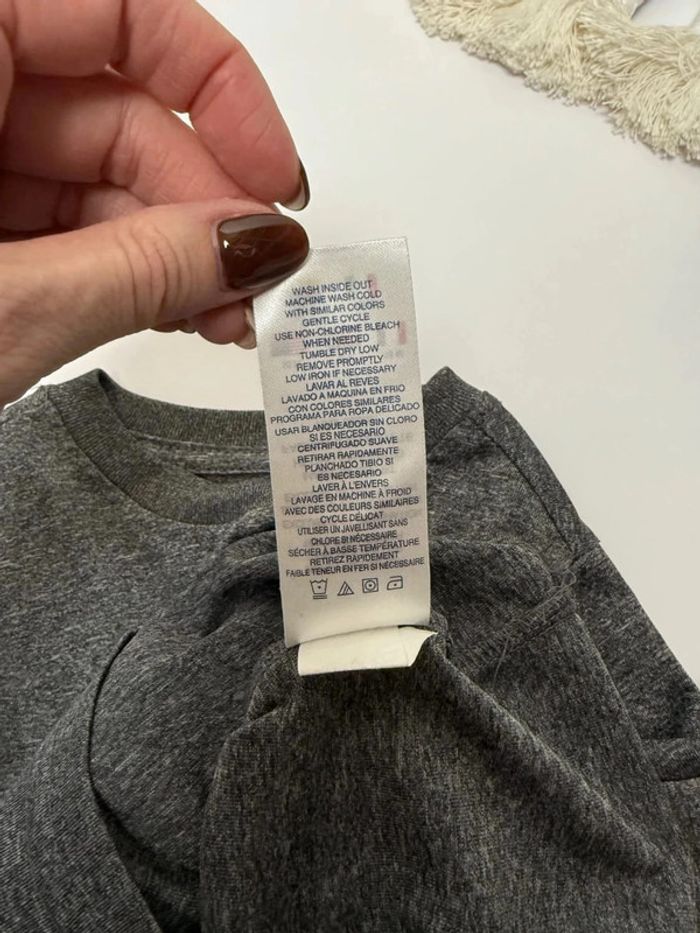 WASH INSIDE OUT
MACHINE WASH COLD
WITH SIMILAR COLORS
GENTLE CYCLE
USE NON-CHLORINE BLEACH
WHEN NEEDED
TUMBLE DRY LOW
REMOVE PROMPTLY
LOW IRON IF NECESSARY
LAVAR AL REVES
LAVADO A MAQUINA EN FRIO
CON COLORES SIMILARES
PROGRAMA PARA ROPA DELICADO
USAR BLANQUEADOR SIN CLORO
SI ES NECESARIO
CENTRIFUGADO SUAVE
RETIRAR RAPIDAMENTE
PLANCHADO TIBIO SI
ES NECESARIO
LAVER À L'ENVERS
LAVAGE EN MACHINE À FROID
AVEC DES COULEURS SIMILAIRES
CYCLE DÉLICAT
UTILISER UN JAVELLISANT SANS
CHLORE SI NÉCESSAIRE
SÉCHER À BASSE TEMPÉRATURE
RETIREZ RAPIDEMENT
FAIBLE TENEUR EN FER SI NÉCESSAIRE